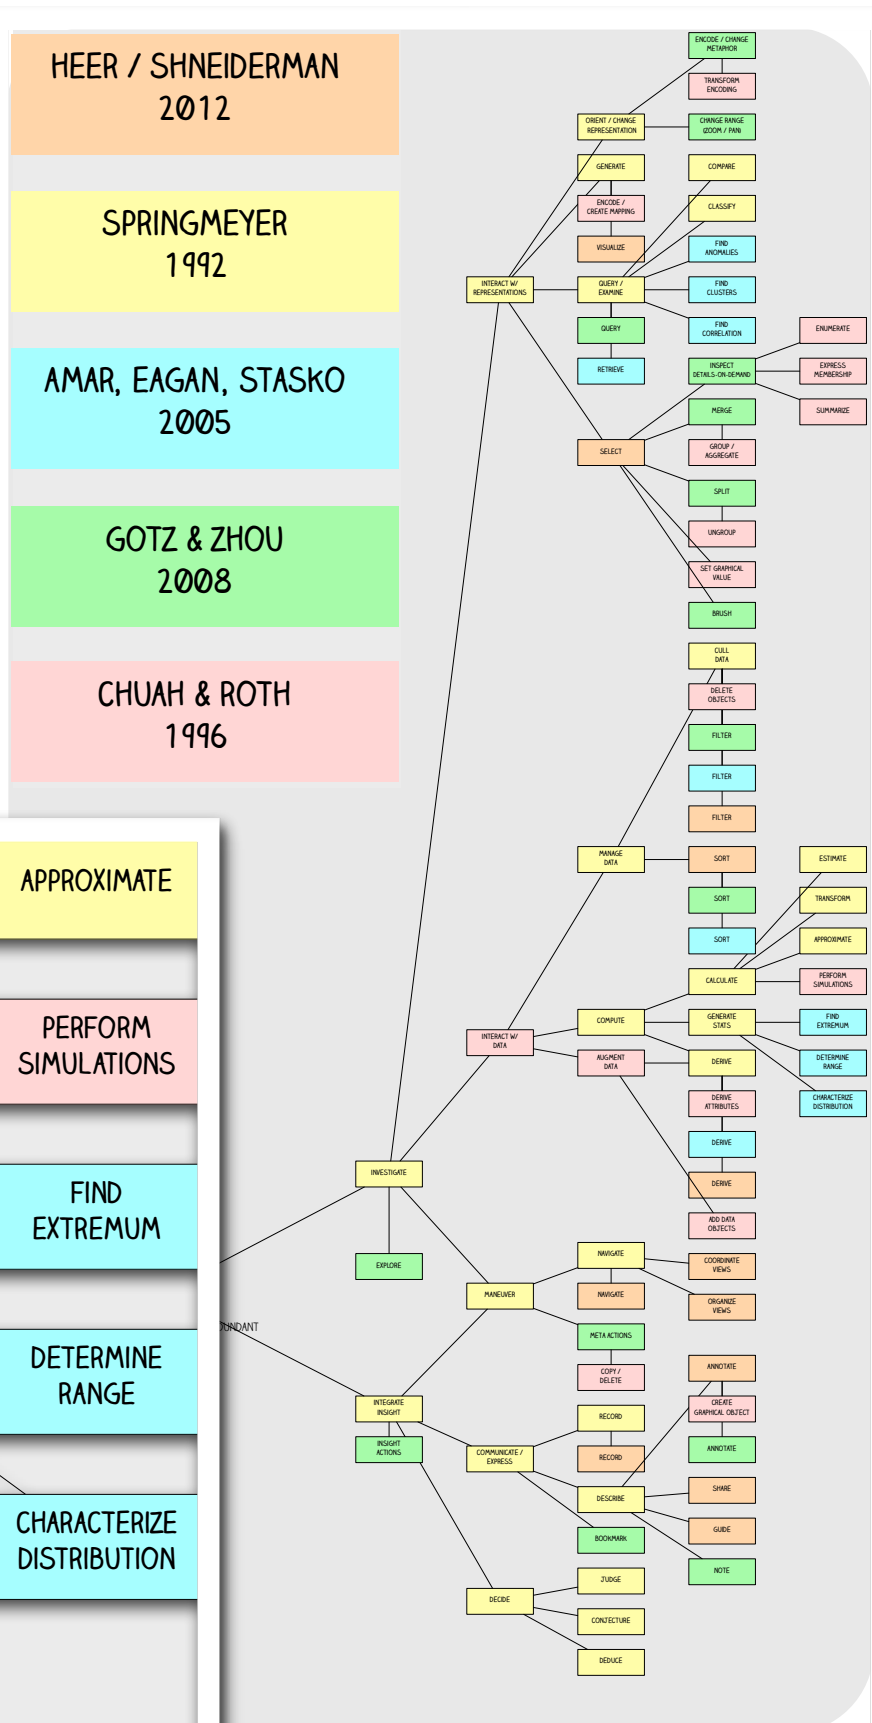 HEER / SHNEIDERMAN
2012
SPRINGMEYER
1992
AMAR, EAGAN, STASKO
2005
GOTZ & ZHOU
2008
CHUAH & ROTH
1996
APPROXIMATE
PERFORM
SIMULATIONS
FIND
EXTREMUM
DETERMINE
RANGE
CHARACTERIZE
DISTRIBUTION
ENCODE / CHANGE
METAPHOR
TRANSFORM
ENCODING
ORIENT / CHANGE
REPRESENTATION
CHANGE RANGE
(ZOOM / PAN)
GENERATE
COMPARE
ENCODE /
CREATE MAPPING
CLASSIFY
VISUALIZE
FIND
ANOMALIES
INTERACT W/
REPRESENTATIONS
QUERY /
EXAMINE
FIND
CLUSTERS
QUERY
FIND
CORRELATION
ENUMERATE
RETRIEVE
INSPECT
DETAILS-ON-DEMAND
EXPRESS
MEMBERSHIP
MERGE
SUMMARIZE
SELECT
GROUP /
AGGREGATE
SPLIT
UNGROUP
SET GRAPHICAL
VALUE
BRUSH
CULL
DATA
DELETE
OBJECTS
FILTER
FILTER
FILTER
MANAGE
DATA
SORT
ESTIMATE
SORT
TRANSFORM
SORT
APPROXIMATE
CALCULATE
PERFORM
SIMULATIONS
INTERACT W/
DATA
COMPUTE
GENERATE
STATS
FIND
EXTREMUM
AUGMENT
DATA
DERIVE
DETERMINE
RANGE
DERIVE
ATTRIBUTES
CHARACTERIZE
DISTRIBUTION
DERIVE
DERIVE
ADD DATA
OBJECTS
INVESTIGATE
EXPLORE
NAVIGATE
COORDINATE
VIEWS
MANEUVER
NAVIGATE
ORGANIZE
VIEWS
UNDANT
META ACTIONS
COPY /
DELETE
ANNOTATE
INTEGRATE
INSIGHT
RECORD
CREATE
GRAPHICAL OBJECT
INSIGHT
ACTIONS
COMMUNICATE /
EXPRESS
RECORD
ANNOTATE
DESCRIBE
SHARE
BOOKMARK
GUIDE
NOTE
DECIDE
JUDGE
CONJECTURE
DEDUCE